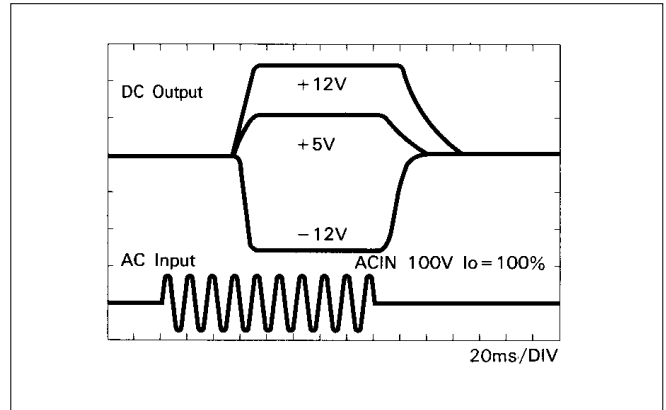 +12V
DC Output
+5V
-12V
AC Input
ACIN 100V Io=100%
20ms/DIV